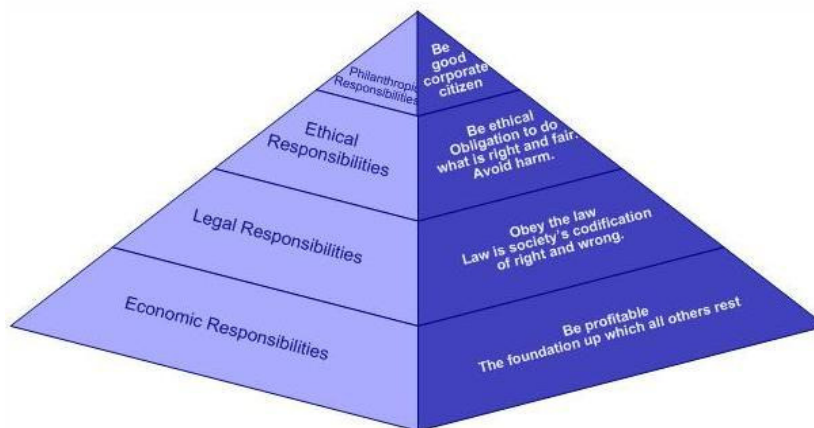 Philanthropic
Responsibilities
Be
good
corporate
citizen
Ethical
Responsibilities
Be ethical
Obligation to do
what is right and fair.
Avoid harm.
Legal Responsibilities
Obey the law
Law is society's codification
of right and wrong.
Economic Responsibilities
Be profitable
The foundation up which all others rest